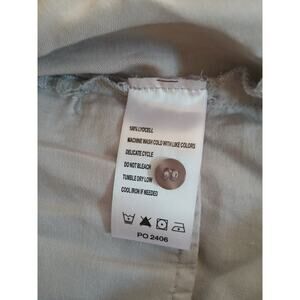 100% LYOCELL
MACHINE WASH COLD WITH LIKE COLORS
DELICATE CYCLE
DO NOT BLEACH
TUMBLE DRY LOW
COOL IRON IF NEEDED
PO 2406